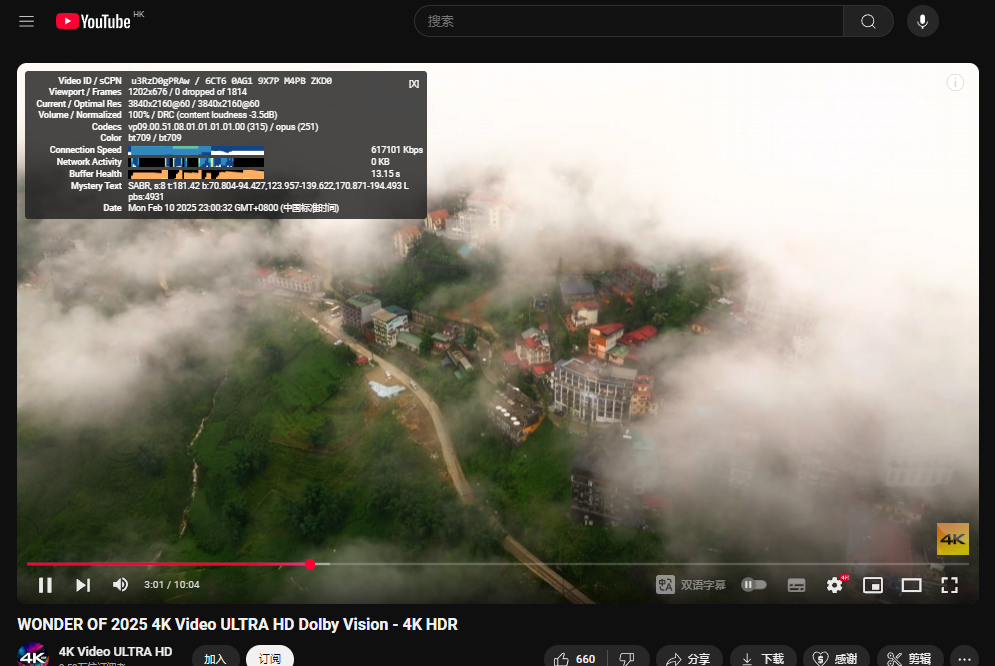 YouTube HK
搜索
Video ID / sCPN u3RzD0gPRAw / 6CT6 0AG1 9X7P M4PB ZKD0 [X]
Viewport / Frames 1202x676 / 0 dropped of 1814
Current / Optimal Res 3840x2160@60 / 3840x2160@60
Volume / Normalized 100% / DRC (content loudness -3.5dB)
Codecs vp09.00.51.08.01.01.01.01.00 (315) / opus (251)
Color bt709 / bt709
Connection Speed 617101 Kbps
Network Activity 0 KB
Buffer Health 13.15 s
Mystery Text SABR, s:8 t:181.42 b:70.804-94.427,123.957-139.622,170.871-194.493 L
pbs:4931
Date Mon Feb 10 2025 23:00:32 GMT+0800 (中国标准时间)
4K
3:01 / 10:04 双语字幕 4K
WONDER OF 2025 4K Video ULTRA HD Dolby Vision - 4K HDR
4K 4K Video ULTRA HD 加入 订阅 660 分享 下载 感谢 剪辑